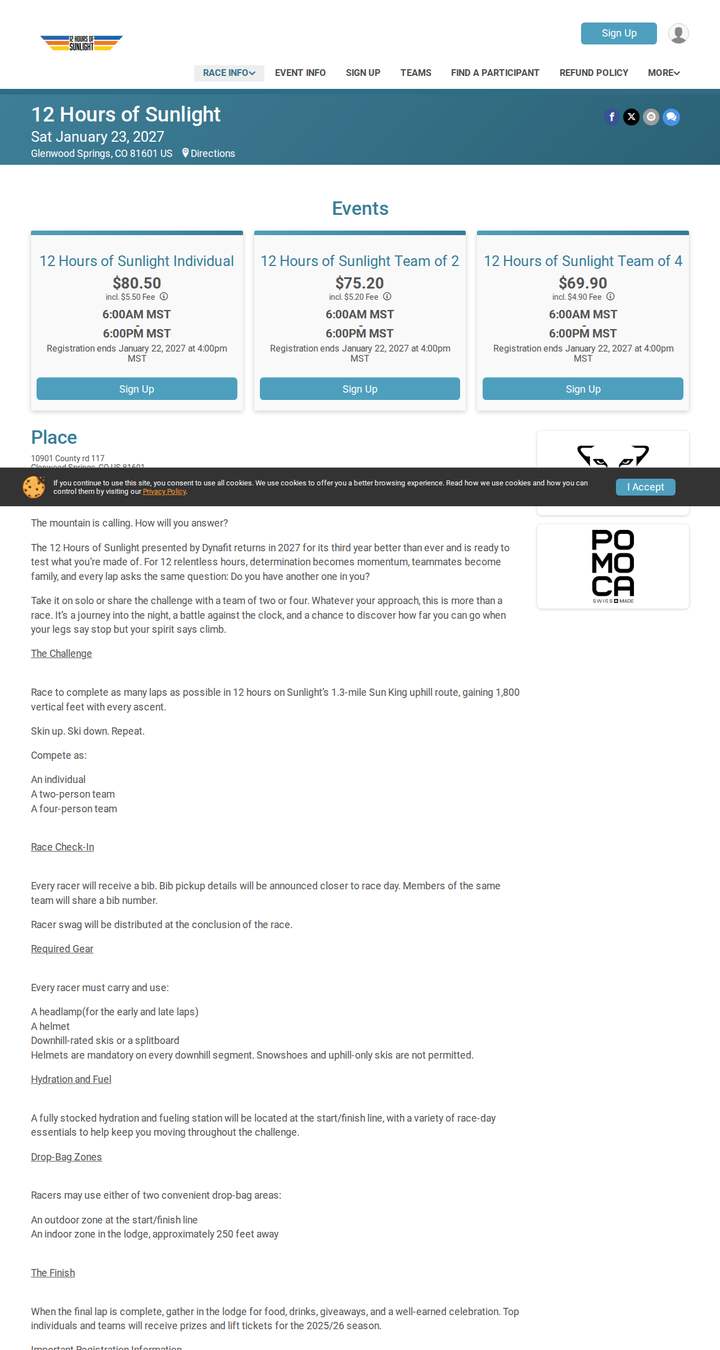 12 HOURS OF
SUNLIGHT
Sign Up
RACE INFO
EVENT INFO
SIGN UP
TEAMS
FIND A PARTICIPANT
REFUND POLICY
MORE
12 Hours of Sunlight
Sat January 23, 2027
Glenwood Springs, CO 81601 US
Directions
Events
12 Hours of Sunlight Individual
$80.50
incl. $5.50 Fee
6:00AM MST
-
6:00PM MST
Registration ends January 22, 2027 at 4:00pm
MST
Sign Up
12 Hours of Sunlight Team of 2
$75.20
incl. $5.20 Fee
6:00AM MST
-
6:00PM MST
Registration ends January 22, 2027 at 4:00pm
MST
Sign Up
12 Hours of Sunlight Team of 4
$69.90
incl. $4.90 Fee
6:00AM MST
-
6:00PM MST
Registration ends January 22, 2027 at 4:00pm
MST
Sign Up
Place
10901 County rd 117
Glenwood Springs, CO US 81601
If you continue to use this site, you consent to use all cookies. We use cookies to offer you a better browsing experience. Read how we use cookies and how you can
control them by visiting our Privacy Policy.
I Accept
The mountain is calling. How will you answer?
The 12 Hours of Sunlight presented by Dynafit returns in 2027 for its third year better than ever and is ready to
test what you're made of. For 12 relentless hours, determination becomes momentum, teammates become
family, and every lap asks the same question: Do you have another one in you?
Take it on solo or share the challenge with a team of two or four. Whatever your approach, this is more than a
race. It's a journey into the night, a battle against the clock, and a chance to discover how far you can go when
your legs say stop but your spirit says climb.
The Challenge
Race to complete as many laps as possible in 12 hours on Sunlight's 1.3-mile Sun King uphill route, gaining 1,800
vertical feet with every ascent.
Skin up. Ski down. Repeat.
Compete as:
An individual
A two-person team
A four-person team
Race Check-In
Every racer will receive a bib. Bib pickup details will be announced closer to race day. Members of the same
team will share a bib number.
Racer swag will be distributed at the conclusion of the race.
Required Gear
Every racer must carry and use:
A headlamp(for the early and late laps)
A helmet
Downhill-rated skis or a splitboard
Helmets are mandatory on every downhill segment. Snowshoes and uphill-only skis are not permitted.
Hydration and Fuel
A fully stocked hydration and fueling station will be located at the start/finish line, with a variety of race-day
essentials to help keep you moving throughout the challenge.
Drop-Bag Zones
Racers may use either of two convenient drop-bag areas:
An outdoor zone at the start/finish line
An indoor zone in the lodge, approximately 250 feet away
The Finish
When the final lap is complete, gather in the lodge for food, drinks, giveaways, and a well-earned celebration. Top
individuals and teams will receive prizes and lift tickets for the 2025/26 season.
Important Registration Information
PO
MO
CA
SWISS MADE